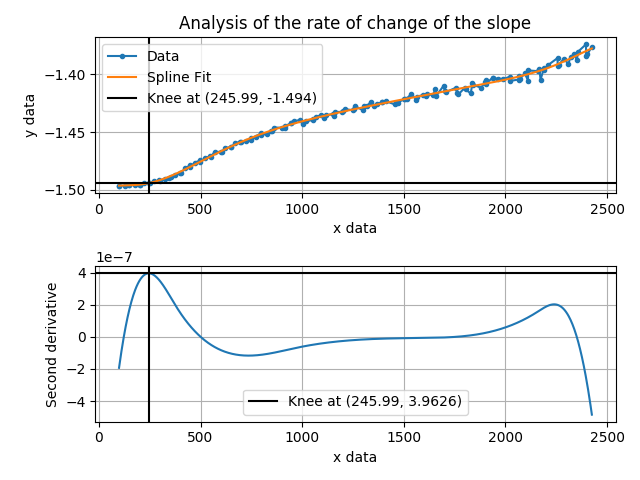 Analysis of the rate of change of the slope
Data
Spline Fit
Knee at (245.99, -1.494)
−1.40
−1.45
−1.50
y data
0 500 1000 1500 2000 2500
x data
1e−7
4
2
0
−2
−4
Second derivative
Knee at (245.99, 3.9626)
0 500 1000 1500 2000 2500
x data